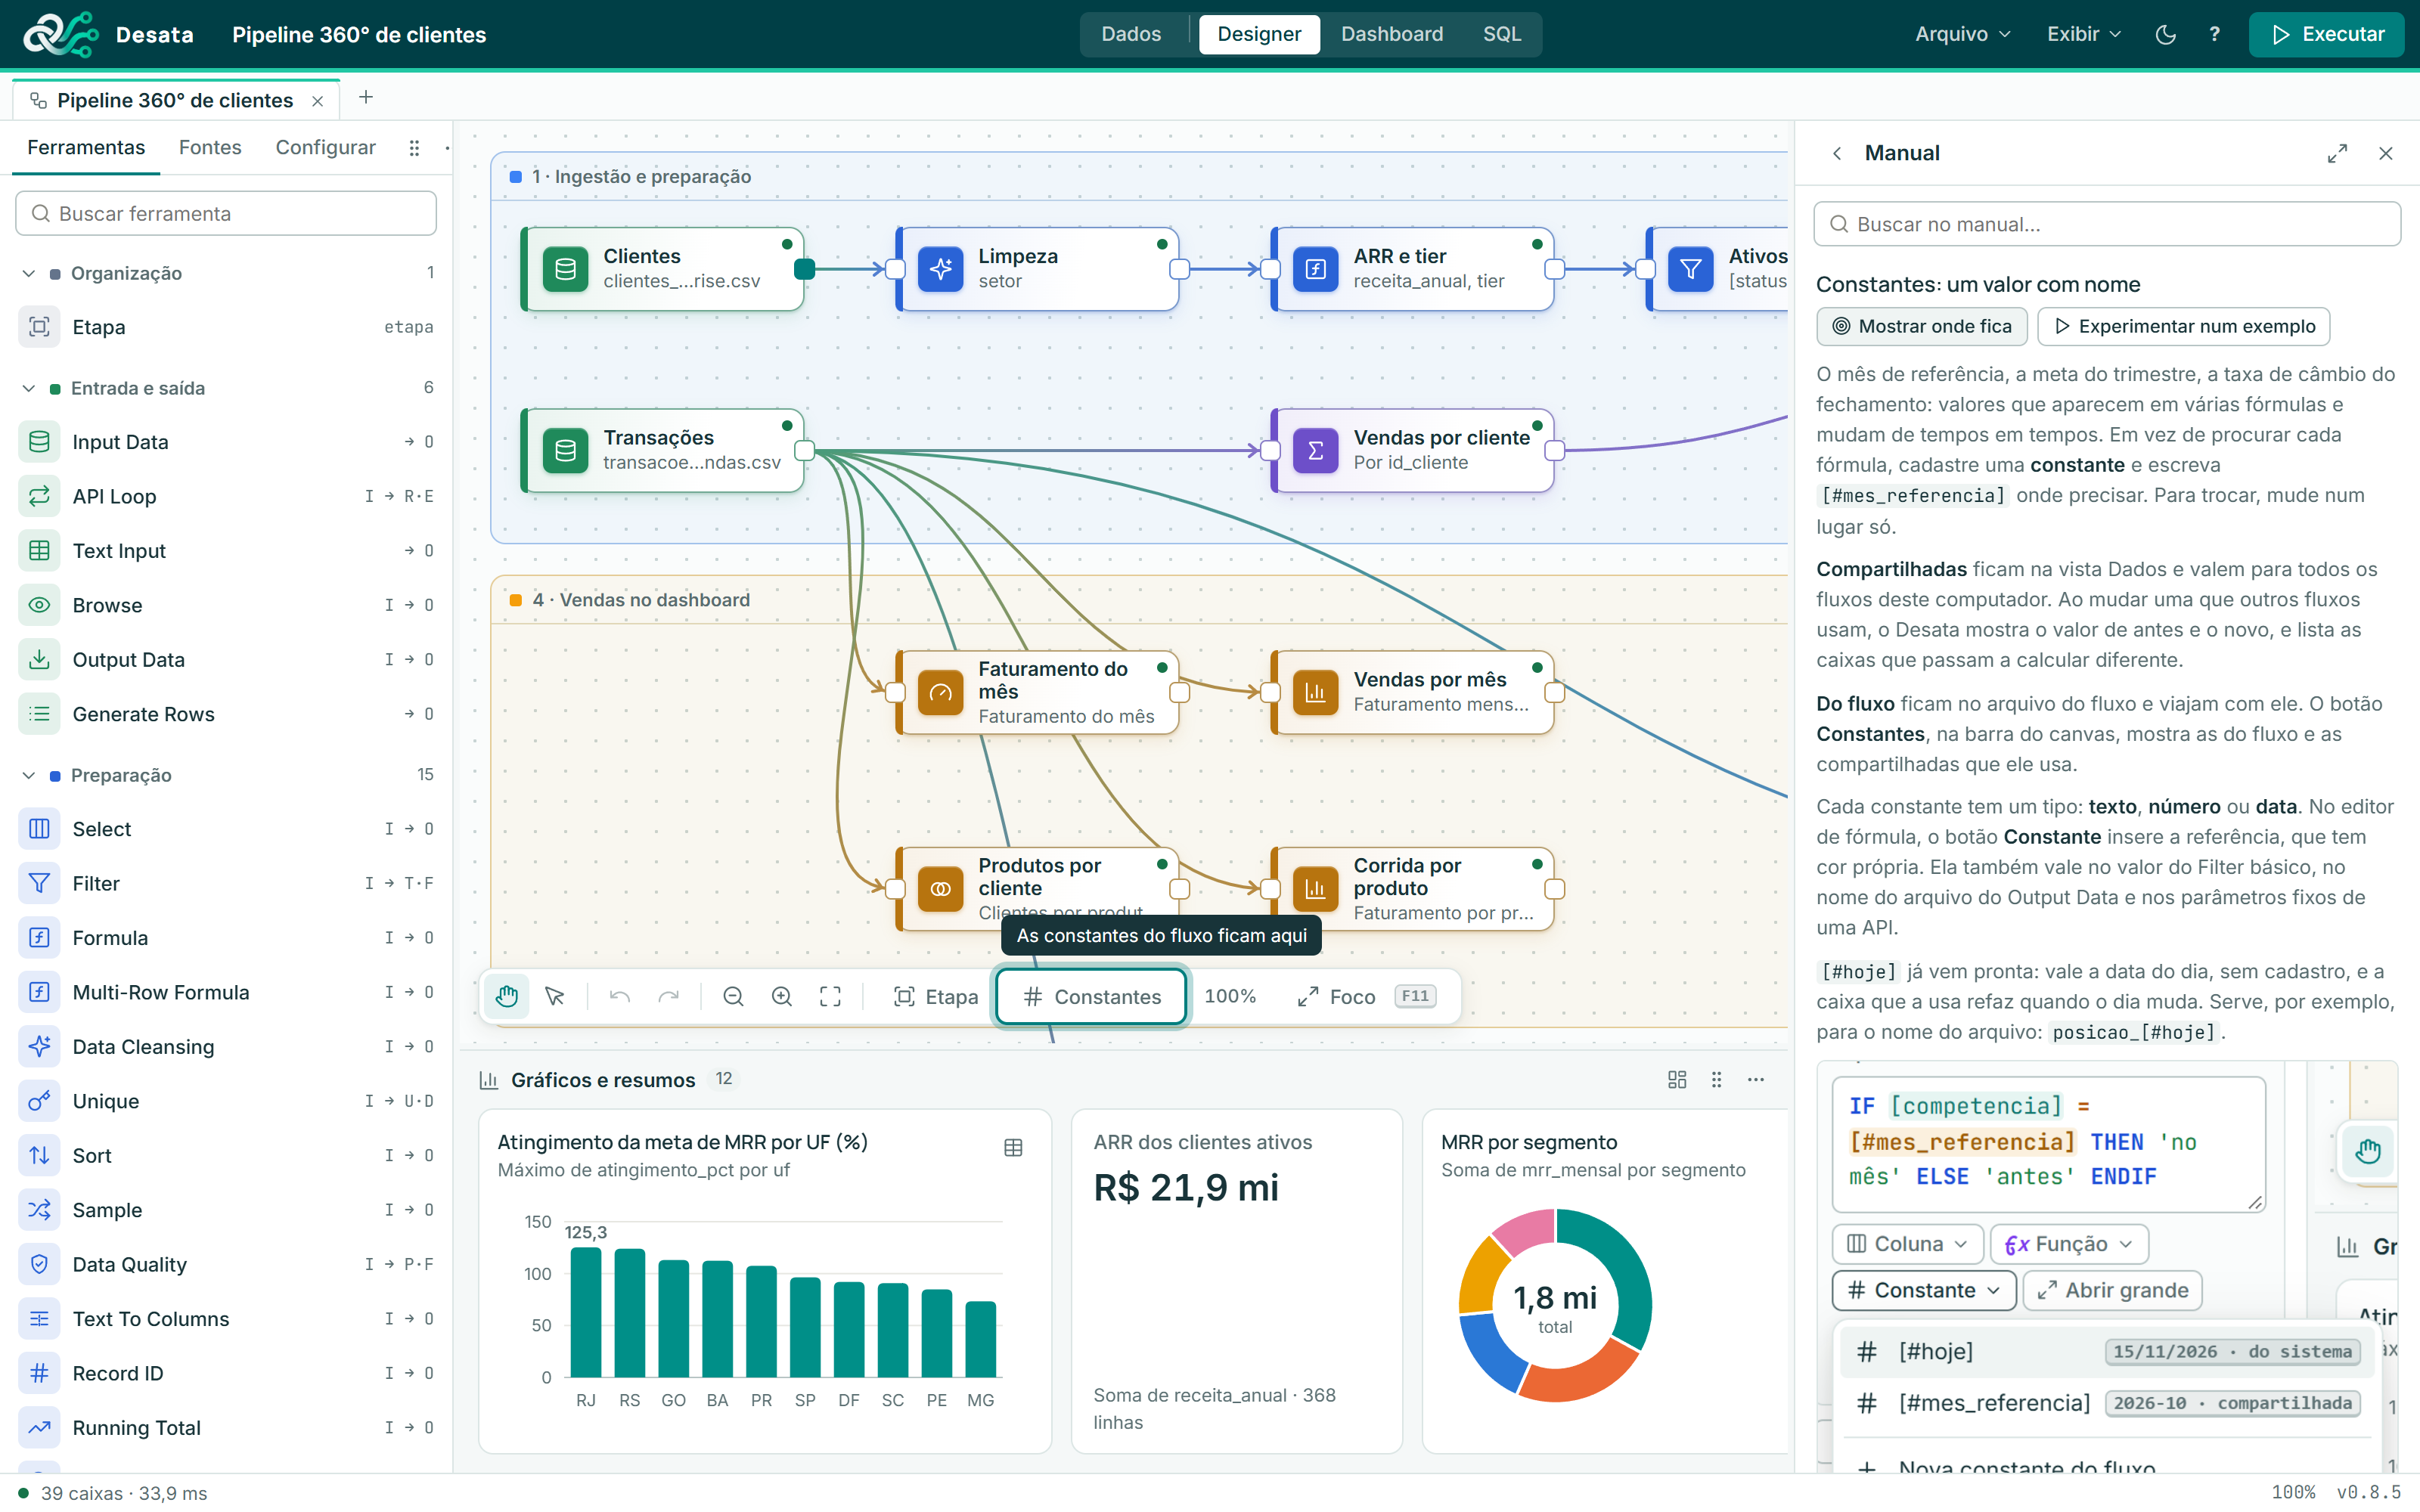 Desata
Pipeline 360° de clientes
Dados
Designer
Dashboard
SQL
Arquivo
Exibir
?
Executar
Pipeline 360° de clientes
Ferramentas
Fontes
Configurar
Buscar ferramenta
Organização 1
Etapa etapa
Entrada e saída 6
Input Data → O
API Loop I → R·E
Text Input → O
Browse I → O
Output Data I → O
Generate Rows → O
Preparação 15
Select I → O
Filter I → T·F
Formula I → O
Multi-Row Formula I → O
Data Cleansing I → O
Unique I → U·D
Sort I → O
Sample I → O
Data Quality I → P·F
Text To Columns I → O
Record ID I → O
Running Total I → O
1 · Ingestão e preparação
Clientes
clientes_...rise.csv
Limpeza
setor
ARR e tier
receita_anual, tier
Ativos
[status
Transações
transacoe...ndas.csv
Vendas por cliente
Por id_cliente
4 · Vendas no dashboard
Faturamento do
mês
Faturamento do mês
Vendas por mês
Faturamento mens...
Produtos por
cliente
Clientes por produt
Corrida por
produto
Faturamento por pr...
As constantes do fluxo ficam aqui
Etapa
Constantes
100%
Foco F11
Gráficos e resumos 12
Atingimento da meta de MRR por UF (%)
Máximo de atingimento_pct por uf
150
125,3
100
50
0
RJ RS GO BA PR SP DF SC PE MG
ARR dos clientes ativos
R$ 21,9 mi
Soma de receita_anual · 368
linhas
MRR por segmento
Soma de mrr_mensal por segmento
1,8 mi
total
Manual
Buscar no manual...
Constantes: um valor com nome
Mostrar onde fica
Experimentar num exemplo
O mês de referência, a meta do trimestre, a taxa de câmbio do
fechamento: valores que aparecem em várias fórmulas e
mudam de tempos em tempos. Em vez de procurar cada
fórmula, cadastre uma constante e escreva
[#mes_referencia] onde precisar. Para trocar, mude num
lugar só.
Compartilhadas ficam na vista Dados e valem para todos os
fluxos deste computador. Ao mudar uma que outros fluxos
usam, o Desata mostra o valor de antes e o novo, e lista as
caixas que passam a calcular diferente.
Do fluxo ficam no arquivo do fluxo e viajam com ele. O botão
Constantes, na barra do canvas, mostra as do fluxo e as
compartilhadas que ele usa.
Cada constante tem um tipo: texto, número ou data. No editor
de fórmula, o botão Constante insere a referência, que tem
cor própria. Ela também vale no valor do Filter básico, no
nome do arquivo do Output Data e nos parâmetros fixos de
uma API.
[#hoje] já vem pronta: vale a data do dia, sem cadastro, e a
caixa que a usa refaz quando o dia muda. Serve, por exemplo,
para o nome do arquivo: posicao_[#hoje].
IF [competencia] =
[#mes_referencia] THEN 'no
mês' ELSE 'antes' ENDIF
Coluna
fx Função
# Constante
Abrir grande
# [#hoje] 15/11/2026 · do sistema
# [#mes_referencia] 2026-10 · compartilhada
+ Nova constante do fluxo
Gr
39 caixas · 33,9 ms
100% v0.8.5